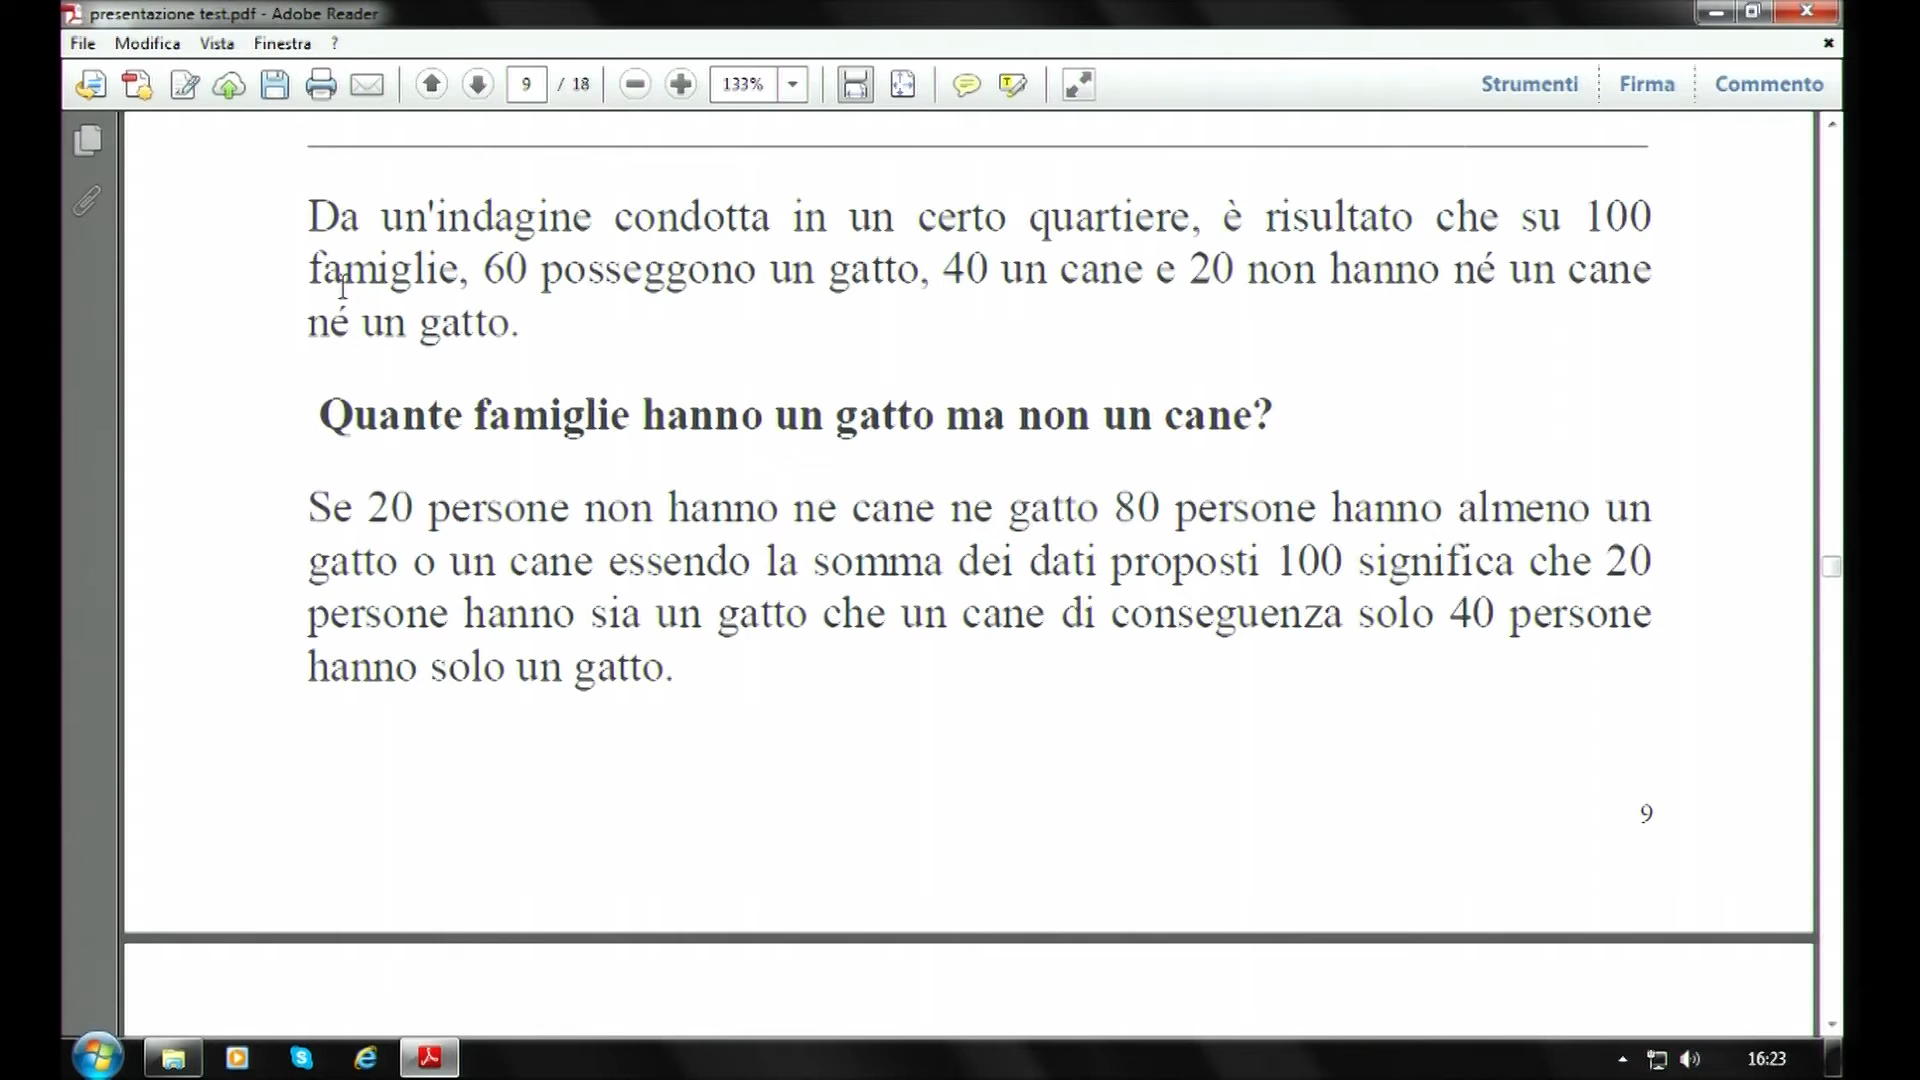 presentazione test.pdf - Adobe Reader
File Modifica Vista Finestra ?
9 / 18 133% Strumenti Firma Commento
Da un'indagine condotta in un certo quartiere, è risultato che su 100
famiglie, 60 posseggono un gatto, 40 un cane e 20 non hanno né un cane
né un gatto.
Quante famiglie hanno un gatto ma non un cane?
Se 20 persone non hanno ne cane ne gatto 80 persone hanno almeno un
gatto o un cane essendo la somma dei dati proposti 100 significa che 20
persone hanno sia un gatto che un cane di conseguenza solo 40 persone
hanno solo un gatto.
9
16:23